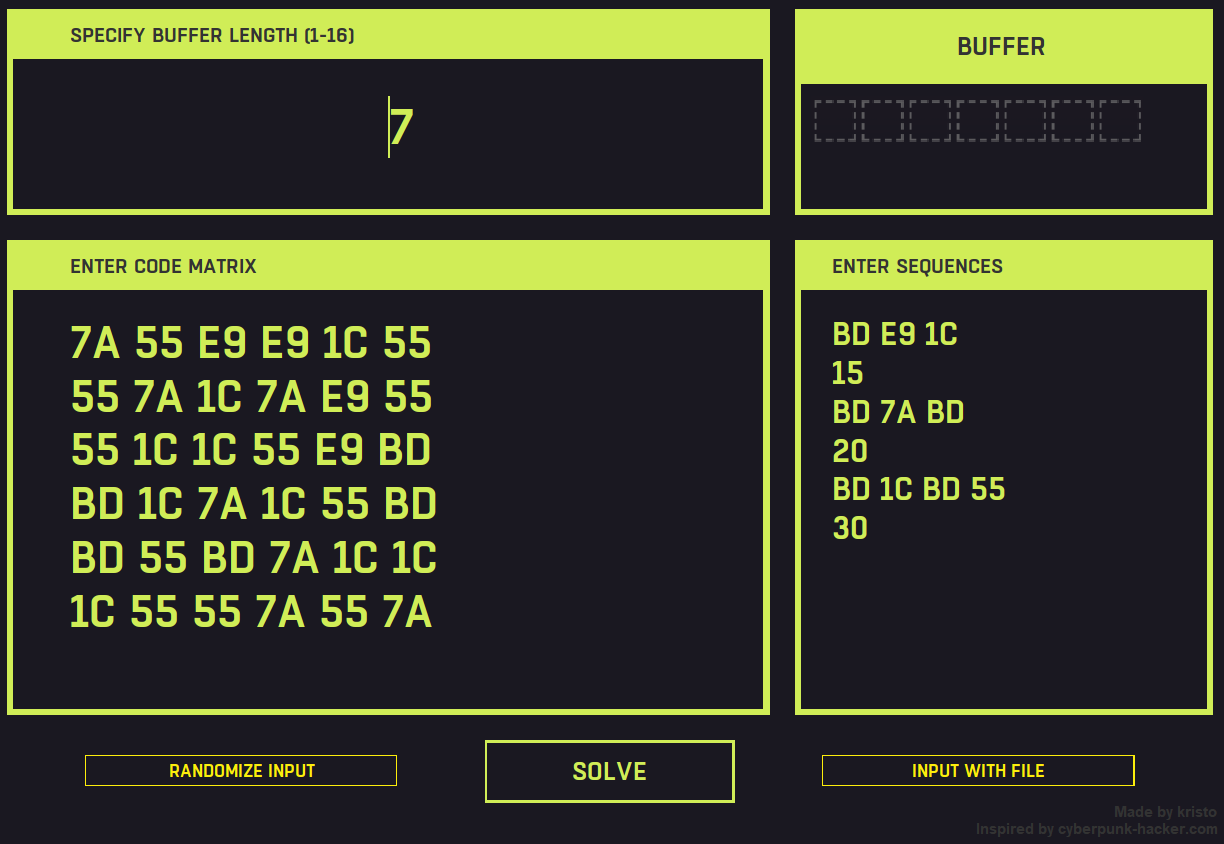 SPECIFY BUFFER LENGTH (1-16)
7
BUFFER
ENTER CODE MATRIX
7A 55 E9 E9 1C 55
55 7A 1C 7A E9 55
55 1C 1C 55 E9 BD
BD 1C 7A 1C 55 BD
BD 55 BD 7A 1C 1C
1C 55 55 7A 55 7A
ENTER SEQUENCES
BD E9 1C
15
BD 7A BD
20
BD 1C BD 55
30
RANDOMIZE INPUT
SOLVE
INPUT WITH FILE
Made by kristo
Inspired by cyberpunk-hacker.com